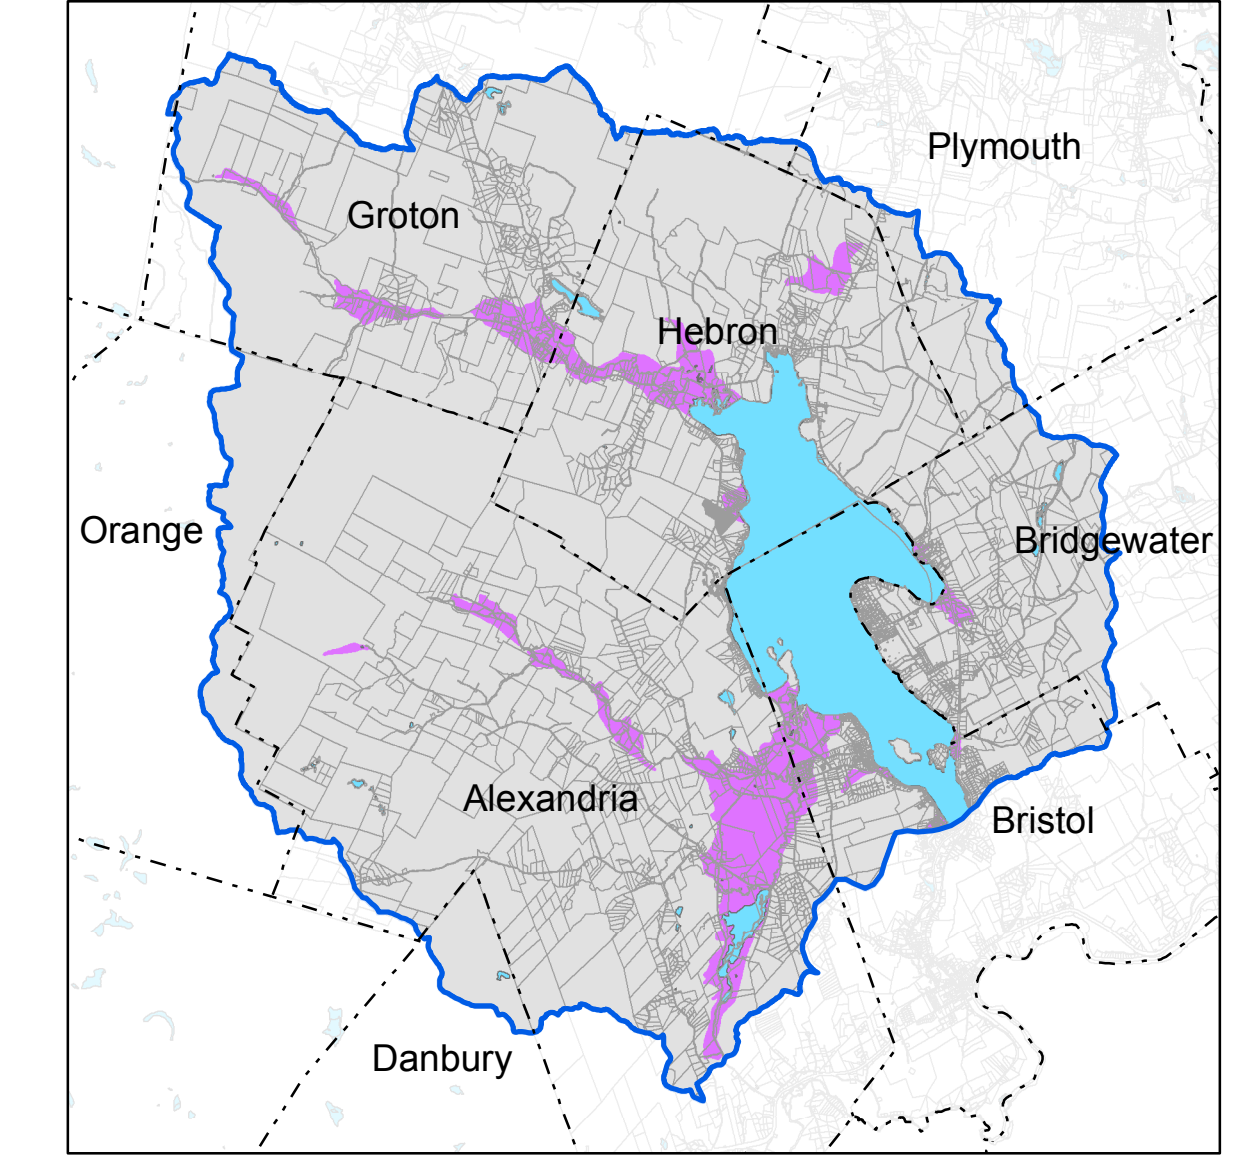 Plymouth
Groton
Hebron
Orange
Bridgewater
Alexandria
Bristol
Danbury